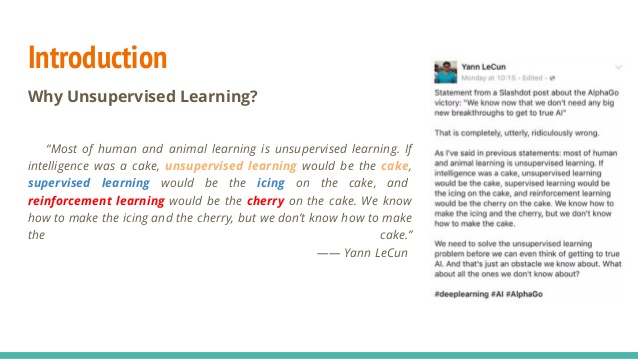 Introduction
Why Unsupervised Learning?
“Most of human and animal learning is unsupervised learning. If
intelligence was a cake, unsupervised learning would be the cake,
supervised learning would be the icing on the cake, and
reinforcement learning would be the cherry on the cake. We know
how to make the icing and the cherry, but we don’t know how to make
the cake.”
—— Yann LeCun
Yann LeCun
Monday at 10:15 - Edited -
Statement from a Slashdot post about the AlphaGo
victory: "We know now that we don't need any big
new breakthroughs to get to true AI"
That is completely, utterly, ridiculously wrong.
As I've said in previous statements: most of human
and animal learning is unsupervised learning. If
intelligence was a cake, unsupervised learning
would be the cake, supervised learning would be
the icing on the cake, and reinforcement learning
would be the cherry on the cake. We know how to
make the icing and the cherry, but we don't know
how to make the cake.
We need to solve the unsupervised learning
problem before we can even think of getting to true
AI. And that's just an obstacle we know about. What
about all the ones we don't know about?
#deeplearning #AI #AlphaGo